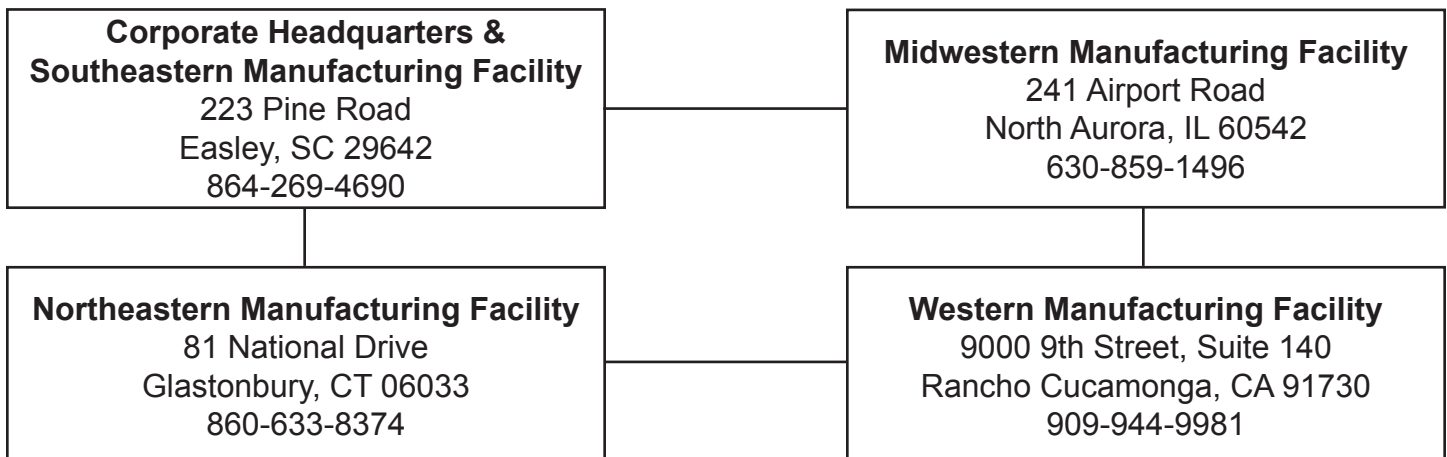 Corporate Headquarters &
Southeastern Manufacturing Facility
223 Pine Road
Easley, SC 29642
864-269-4690
Midwestern Manufacturing Facility
241 Airport Road
North Aurora, IL 60542
630-859-1496
Northeastern Manufacturing Facility
81 National Drive
Glastonbury, CT 06033
860-633-8374
Western Manufacturing Facility
9000 9th Street, Suite 140
Rancho Cucamonga, CA 91730
909-944-9981